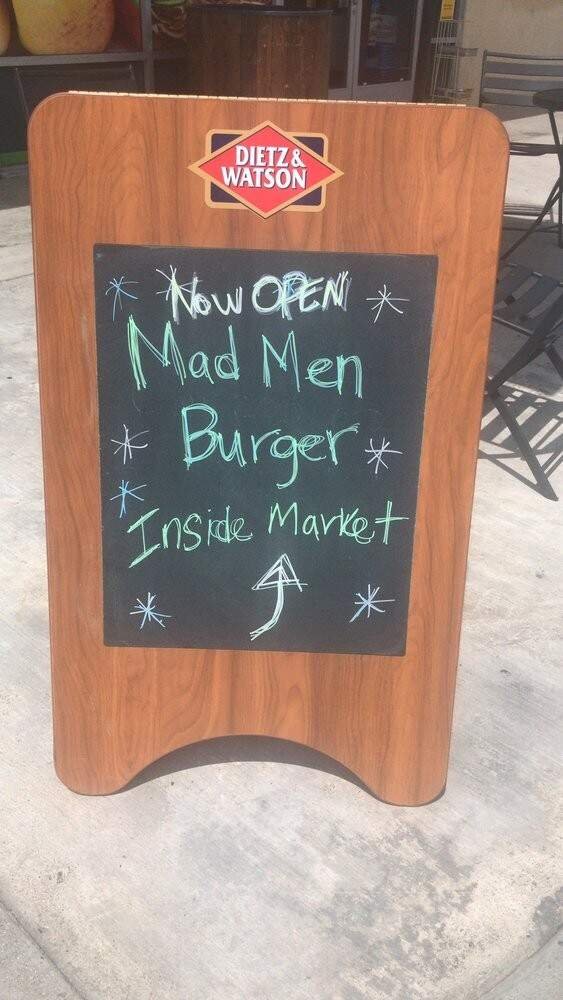 DIETZ &
WATSON
Now OPEN
Mad Men
Burger
Inside Market